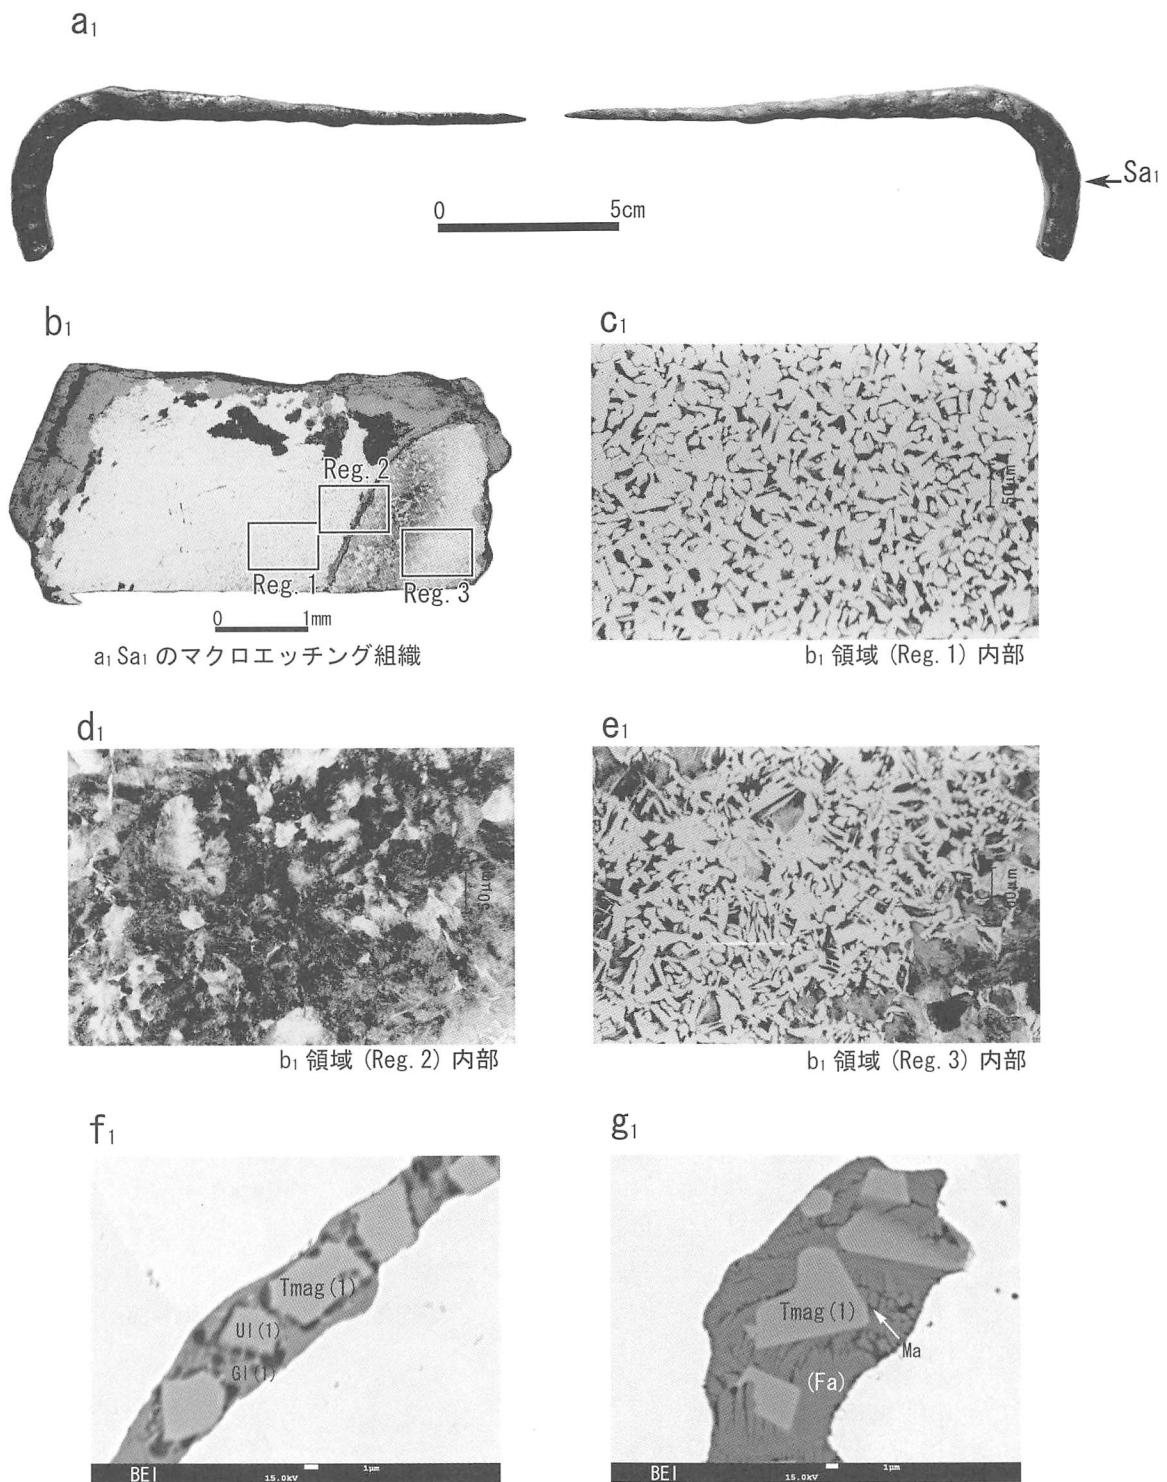 a₁
Sa₁
0 5cm
b₁
c₁
Reg. 2
Reg. 1
Reg. 3
0 1mm
50μm
a₁ Sa₁ のマクロエッチング組織
b₁ 領域 (Reg. 1) 内部
d₁
e₁
50μm
50μm
b₁ 領域 (Reg. 2) 内部
b₁ 領域 (Reg. 3) 内部
f₁
g₁
Tmag(1)
Ul(1)
Gl(1)
Tmag(1)
Ma
(Fa)
BEI 15.0kV 1μm
BEI 15.0kV 1μm